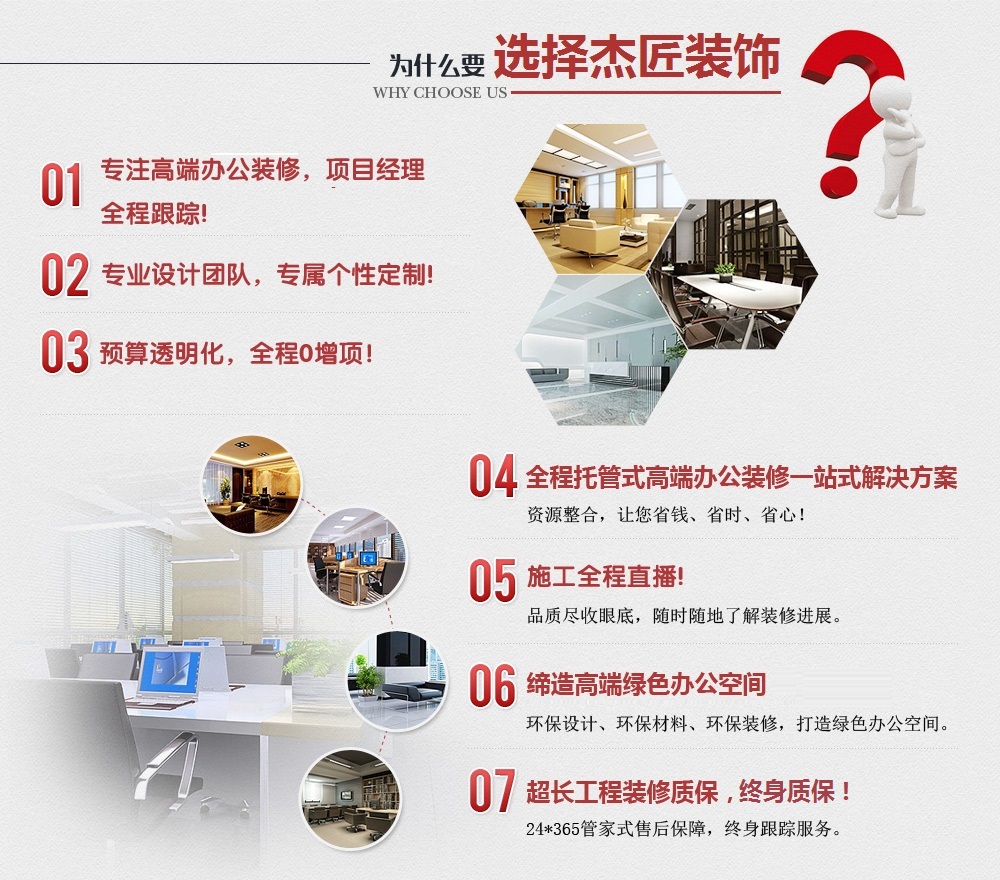 为什么要 选择杰匠装饰
WHY CHOOSE US
01 专注高端办公装修，项目经理
全程跟踪!
02 专业设计团队，专属个性定制!
03 预算透明化，全程0增项!
04 全程托管式高端办公装修一站式解决方案
资源整合，让您省钱、省时、省心!
05 施工全程直播!
品质尽收眼底，随时随地了解装修进展。
06 缔造高端绿色办公空间
环保设计、环保材料、环保装修，打造绿色办公空间。
07 超长工程装修质保，终身质保！
24*365管家式售后保障，终身跟踪服务。